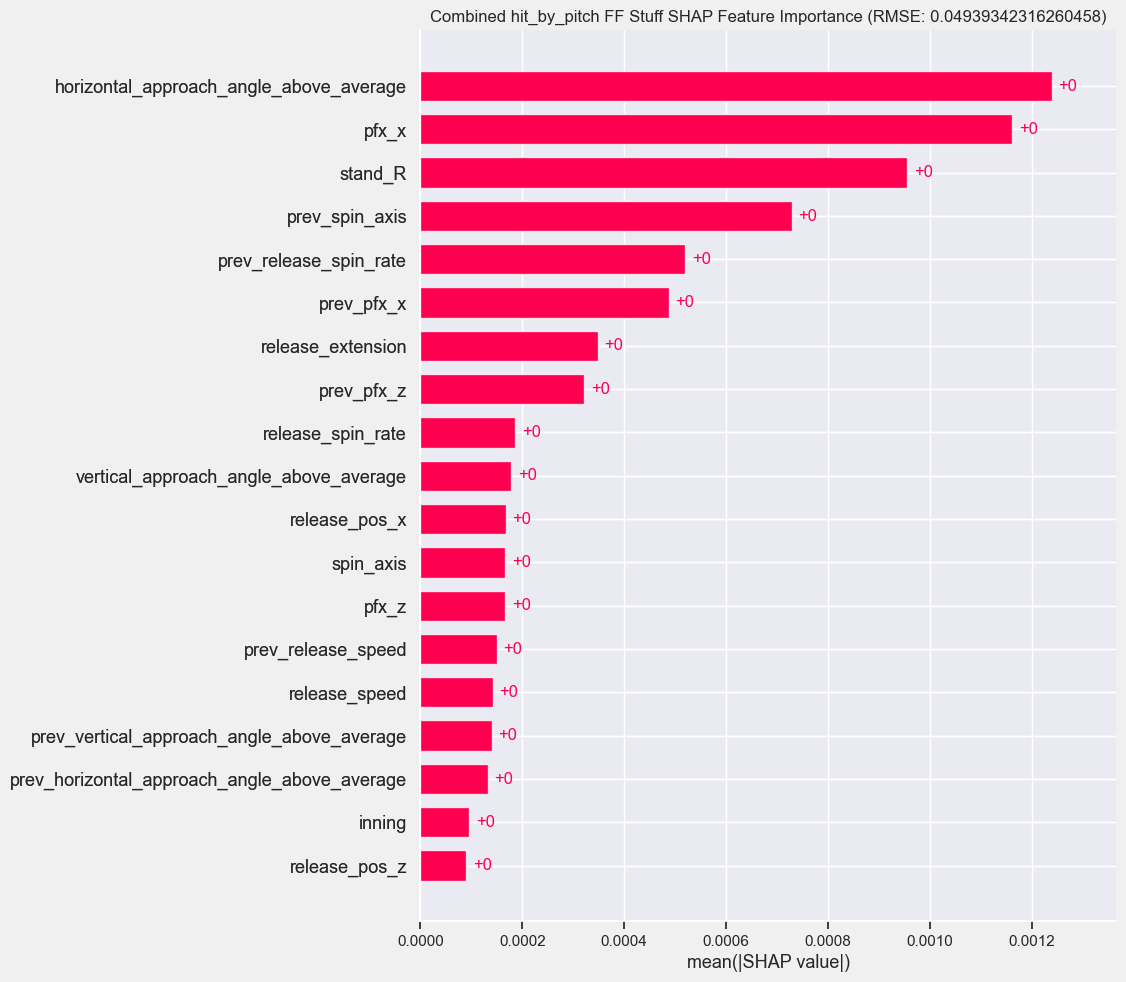 Combined hit_by_pitch FF Stuff SHAP Feature Importance (RMSE: 0.04939342316260458)
horizontal_approach_angle_above_average +0
pfx_x +0
stand_R +0
prev_spin_axis +0
prev_release_spin_rate +0
prev_pfx_x +0
release_extension +0
prev_pfx_z +0
release_spin_rate +0
vertical_approach_angle_above_average +0
release_pos_x +0
spin_axis +0
pfx_z +0
prev_release_speed +0
release_speed +0
prev_vertical_approach_angle_above_average +0
prev_horizontal_approach_angle_above_average +0
inning +0
release_pos_z +0
0.0000 0.0002 0.0004 0.0006 0.0008 0.0010 0.0012
mean(|SHAP value|)